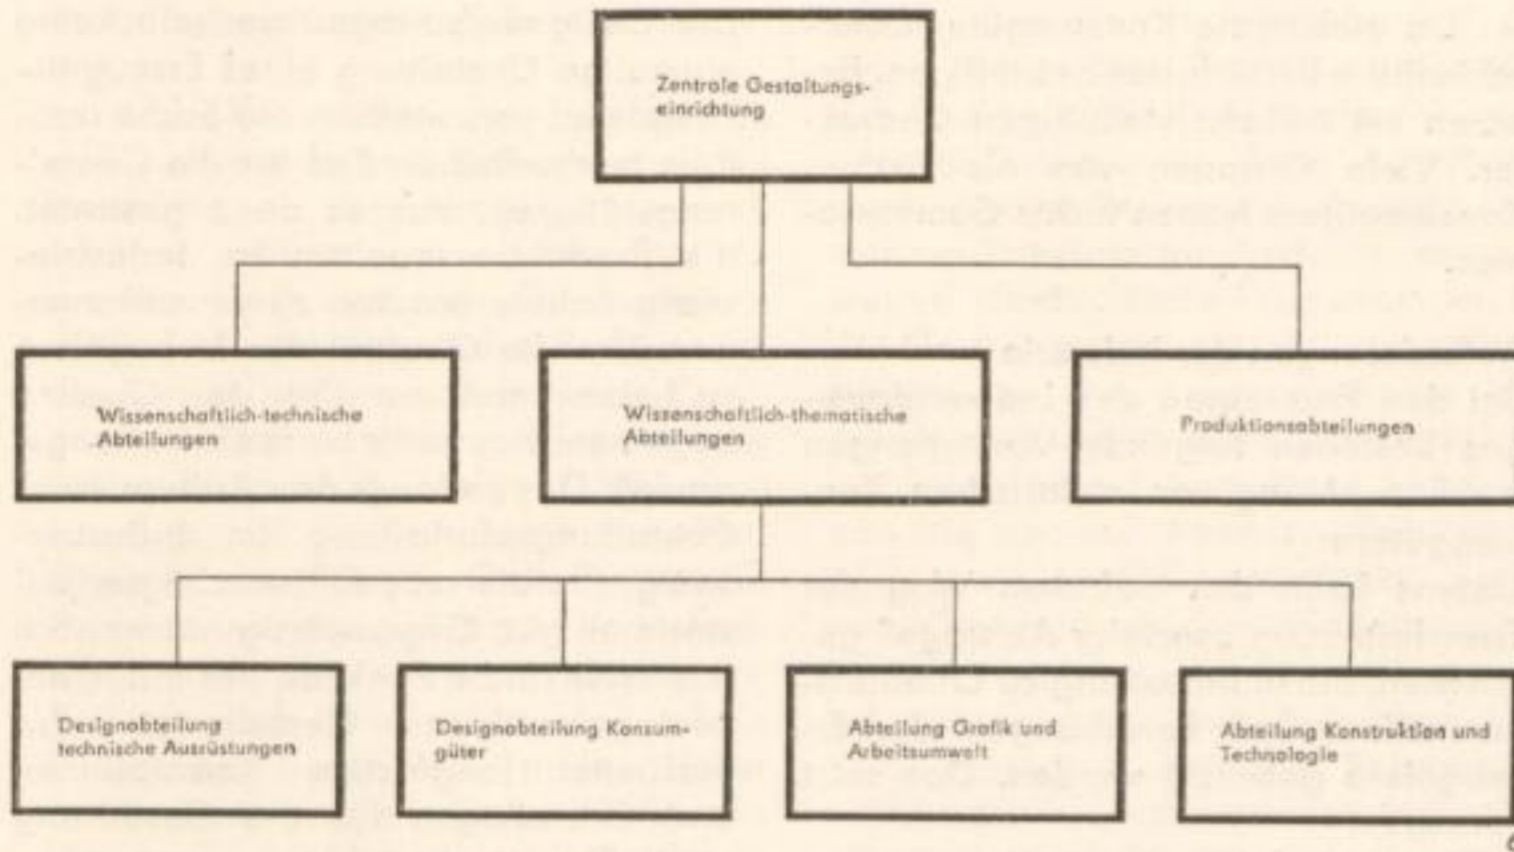 Zentrale Gestaltungs-
einrichtung
Wissenschaftlich-technische
Abteilungen
Wissenschaftlich-thematische
Abteilungen
Produktionsabteilungen
Designabteilung
technische Ausrüstungen
Designabteilung Konsum-
güter
Abteilung Grafik und
Arbeitsumwelt
Abteilung Konstruktion und
Technologie